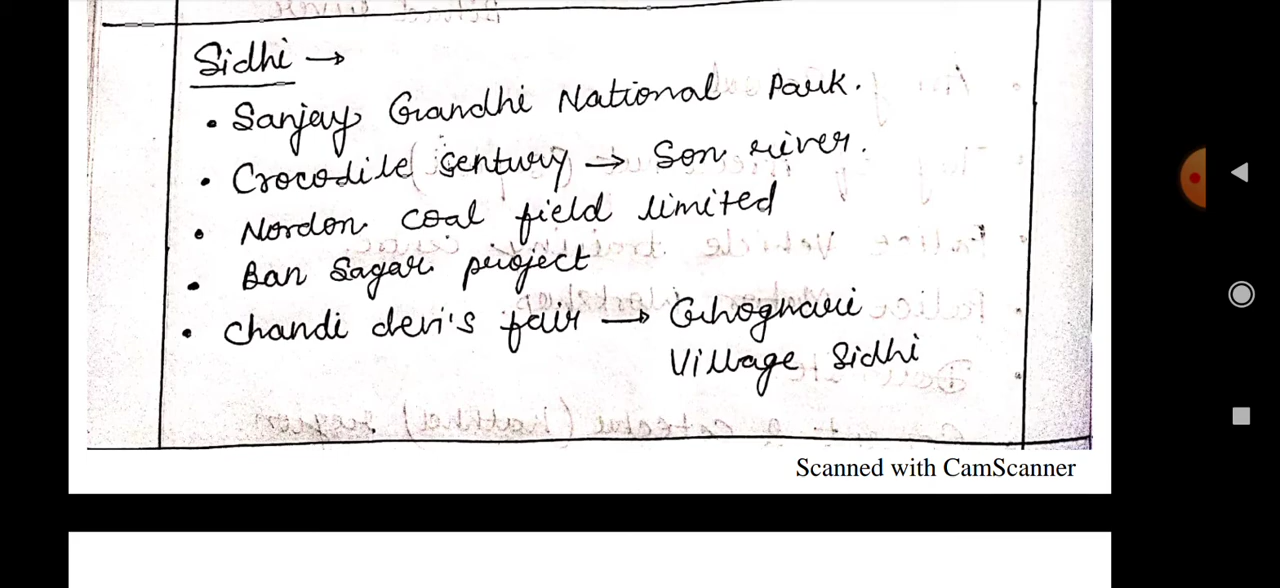 Sidhi →
• Sanjay Gandhi National Park.
• Crocodile Sentury → Son river.
• Nordon coal field limited
• Ban Sagar project
• Chandi devi's fair → Ghoghari
Village Sidhi
Scanned with CamScanner